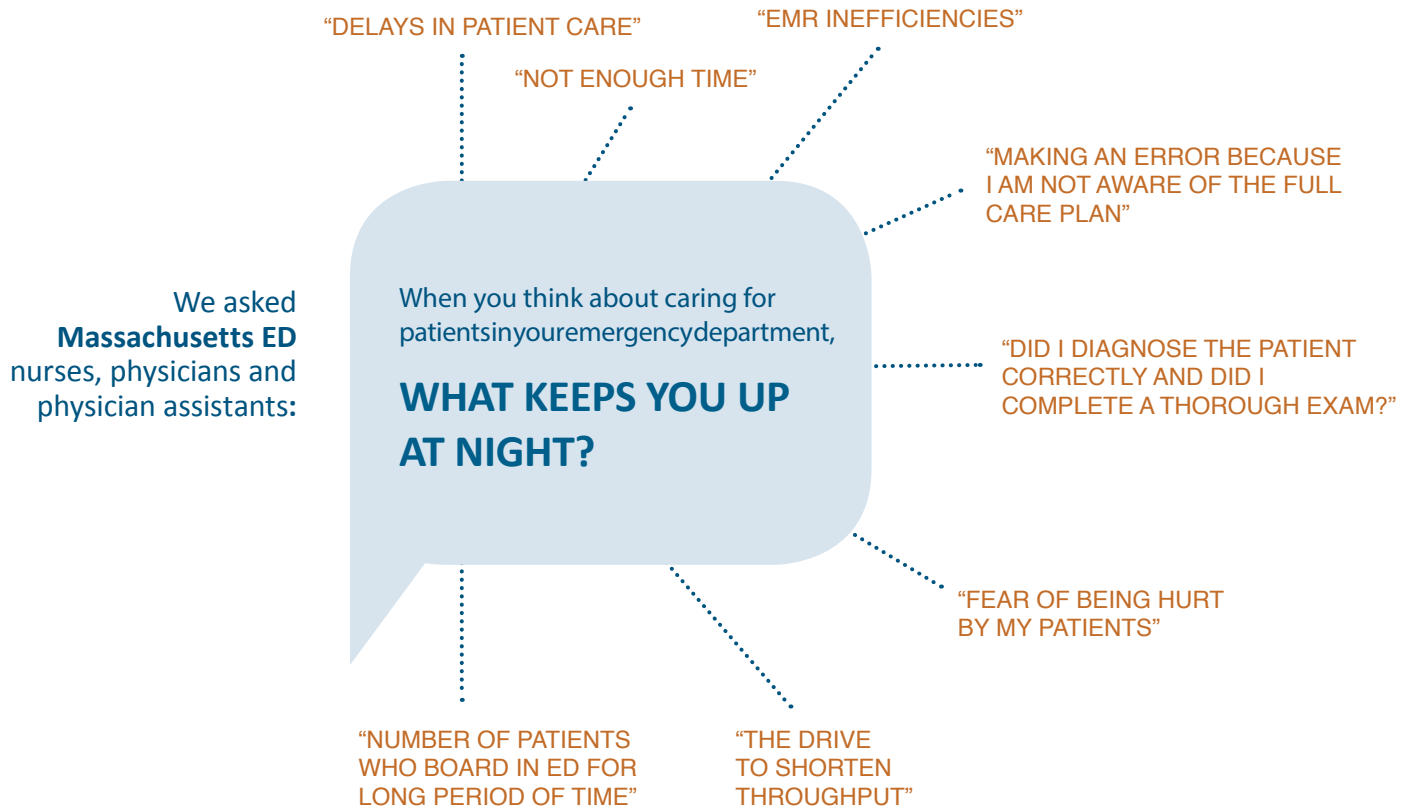 “DELAYS IN PATIENT CARE”
“EMR INEFFICIENCIES”
“NOT ENOUGH TIME”
“MAKING AN ERROR BECAUSE
I AM NOT AWARE OF THE FULL
CARE PLAN”
We asked
Massachusetts ED
nurses, physicians and
physician assistants:
When you think about caring for
patientsinyouremergencydepartment,
WHAT KEEPS YOU UP
AT NIGHT?
“DID I DIAGNOSE THE PATIENT
CORRECTLY AND DID I
COMPLETE A THOROUGH EXAM?”
“FEAR OF BEING HURT
BY MY PATIENTS”
“NUMBER OF PATIENTS
WHO BOARD IN ED FOR
LONG PERIOD OF TIME”
“THE DRIVE
TO SHORTEN
THROUGHPUT”